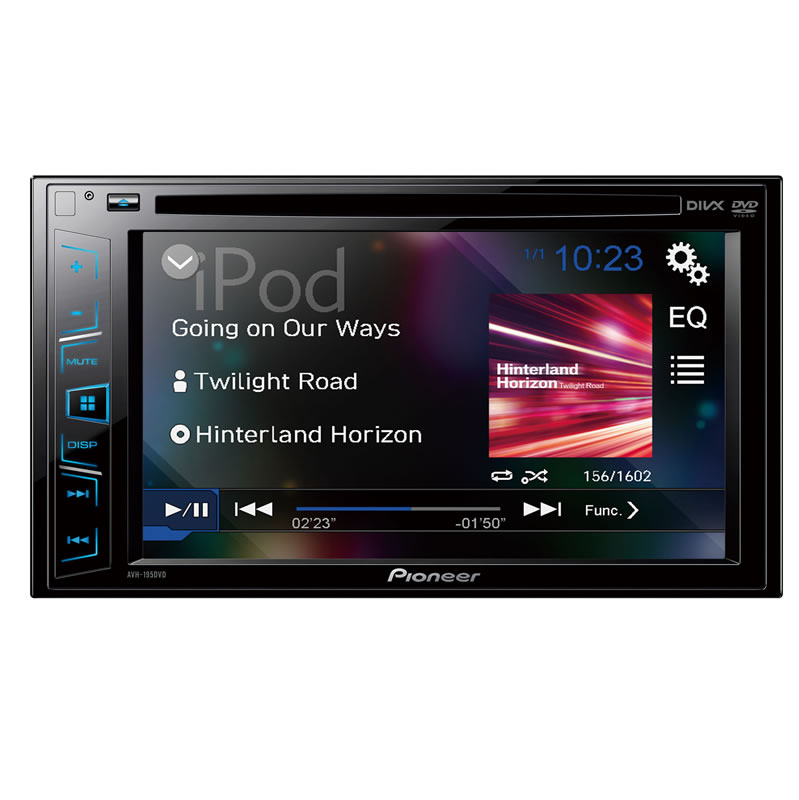 DIVX DVD
VIDEO
iPod
1/1 10:23
Going on Our Ways
EQ
MUTE
Twilight Road
Hinterland
Horizon Twilight Road
Hinterland Horizon
DISP
156/1602
02'23" -01'50"
Func.
AVH-195DVD
Pioneer